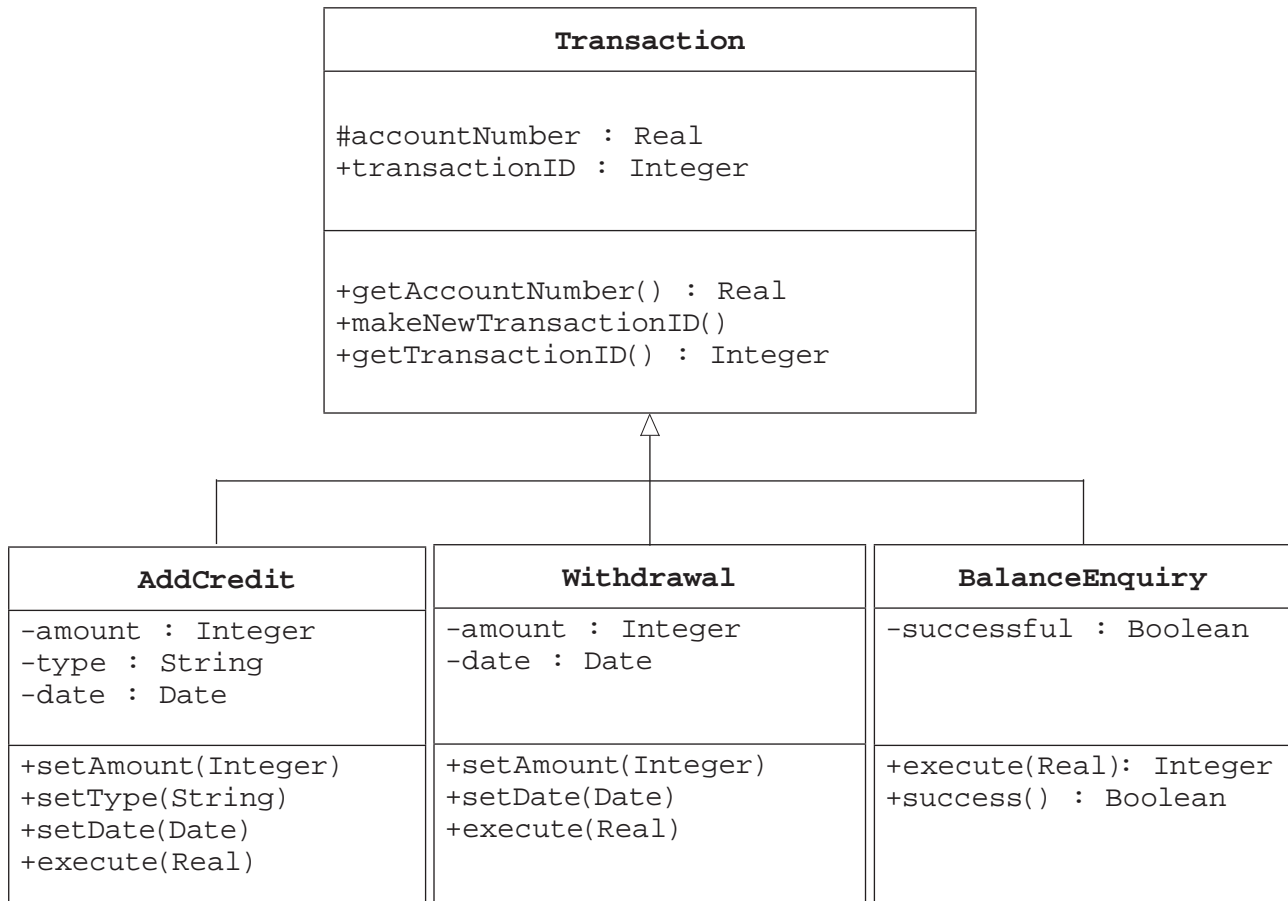 Transaction
#accountNumber : Real
+transactionID : Integer
+getAccountNumber() : Real
+makeNewTransactionID()
+getTransactionID() : Integer
AddCredit
-amount : Integer
-type : String
-date : Date
+setAmount(Integer)
+setType(String)
+setDate(Date)
+execute(Real)
Withdrawal
-amount : Integer
-date : Date
+setAmount(Integer)
+setDate(Date)
+execute(Real)
BalanceEnquiry
-successful : Boolean
+execute(Real): Integer
+success() : Boolean